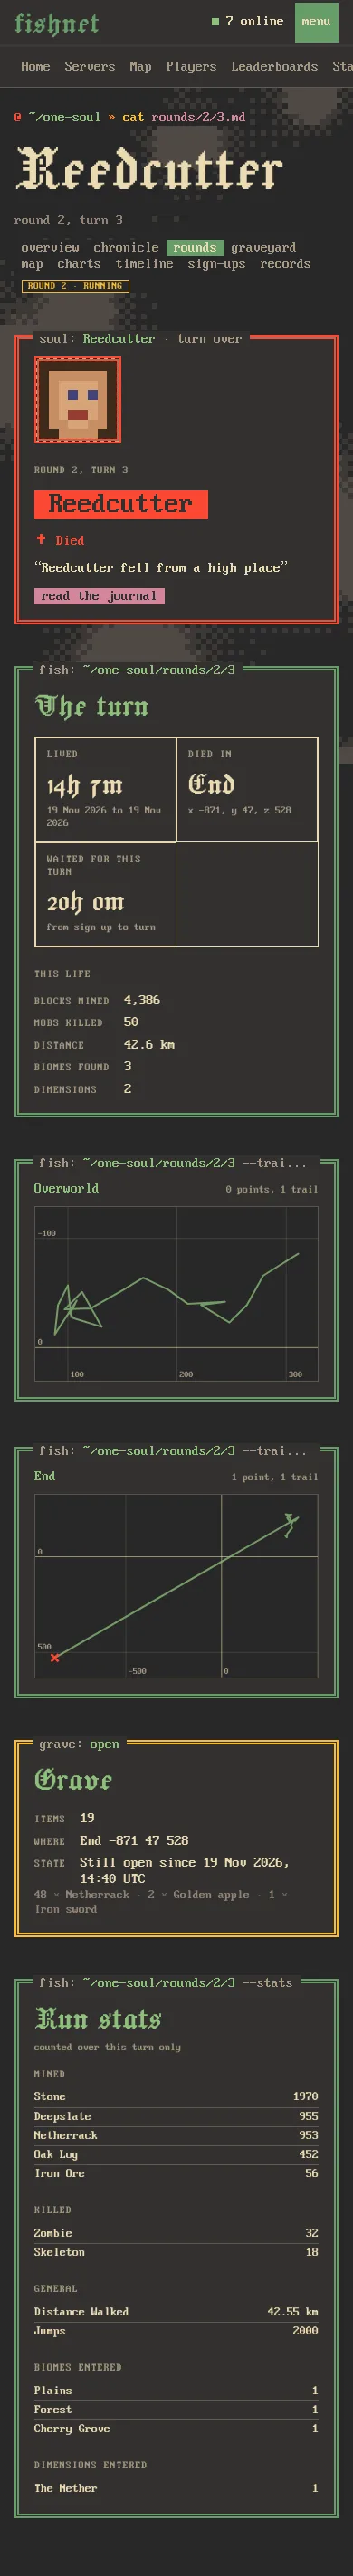 fishnet
7 online
menu
Home Servers Map Players Leaderboards Sta
@ ~/one-soul » cat rounds/2/3.md
Reedcutter
round 2, turn 3
overview chronicle rounds graveyard
map charts timeline sign-ups records
ROUND 2 · RUNNING
soul: Reedcutter · turn over
ROUND 2, TURN 3
Reedcutter
✝ Died
“Reedcutter fell from a high place”
read the journal
fish: ~/one-soul/rounds/2/3
The turn
LIVED
14h 7m
19 Nov 2026 to 19 Nov
2026
DIED IN
End
x -871, y 47, z 528
WAITED FOR THIS
TURN
20h 0m
from sign-up to turn
THIS LIFE
BLOCKS MINED 4,386
MOBS KILLED 50
DISTANCE 42.6 km
BIOMES FOUND 3
DIMENSIONS 2
fish: ~/one-soul/rounds/2/3 --trai...
Overworld 0 points, 1 trail
-100
0
100 200 300
fish: ~/one-soul/rounds/2/3 --trai...
End 1 point, 1 trail
0
500
-500 0
grave: open
Grave
ITEMS 19
WHERE End -871 47 528
STATE Still open since 19 Nov 2026,
14:40 UTC
48 × Netherrack · 2 × Golden apple · 1 ×
Iron sword
fish: ~/one-soul/rounds/2/3 --stats
Run stats
counted over this turn only
MINED
Stone 1970
Deepslate 955
Netherrack 953
Oak Log 452
Iron Ore 56
KILLED
Zombie 32
Skeleton 18
GENERAL
Distance Walked 42.55 km
Jumps 2000
BIOMES ENTERED
Plains 1
Forest 1
Cherry Grove 1
DIMENSIONS ENTERED
The Nether 1